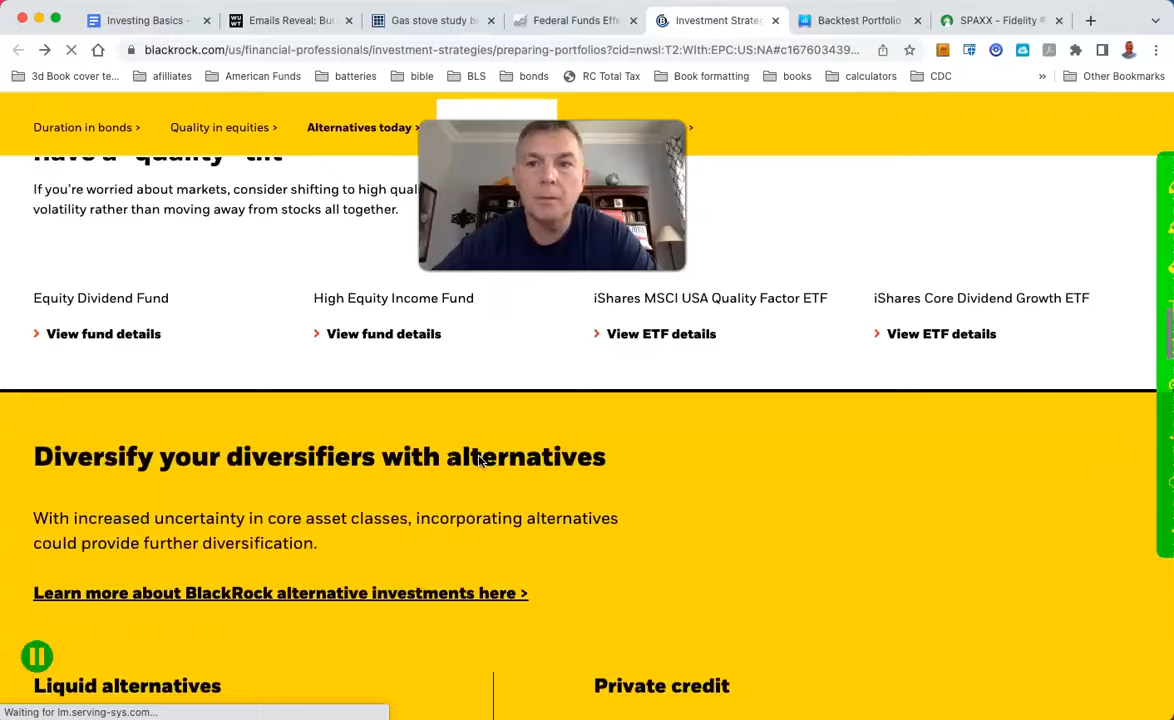 Investing Basics -
Emails Reveal: Bu
Gas stove study b
Federal Funds Effe
Investment Strateg
Backtest Portfolio
SPAXX - Fidelity ®
blackrock.com/us/financial-professionals/investment-strategies/preparing-portfolios?cid=nwsl:T2:WIth:EPC:US:NA#c167603439...
3d Book cover te...
afiiliates
American Funds
batteries
bible
BLS
bonds
RC Total Tax
Book formatting
books
calculators
CDC
»
Other Bookmarks
Duration in bonds >
Quality in equities >
Alternatives today >
>
have a "quality" tilt
If you're worried about markets, consider shifting to high qual
volatility rather than moving away from stocks all together.
Equity Dividend Fund
High Equity Income Fund
iShares MSCI USA Quality Factor ETF
iShares Core Dividend Growth ETF
> View fund details
> View fund details
> View ETF details
> View ETF details
Diversify your diversifiers with alternatives
With increased uncertainty in core asset classes, incorporating alternatives
could provide further diversification.
Learn more about BlackRock alternative investments here >
Liquid alternatives
Private credit
Waiting for lm.serving-sys.com...